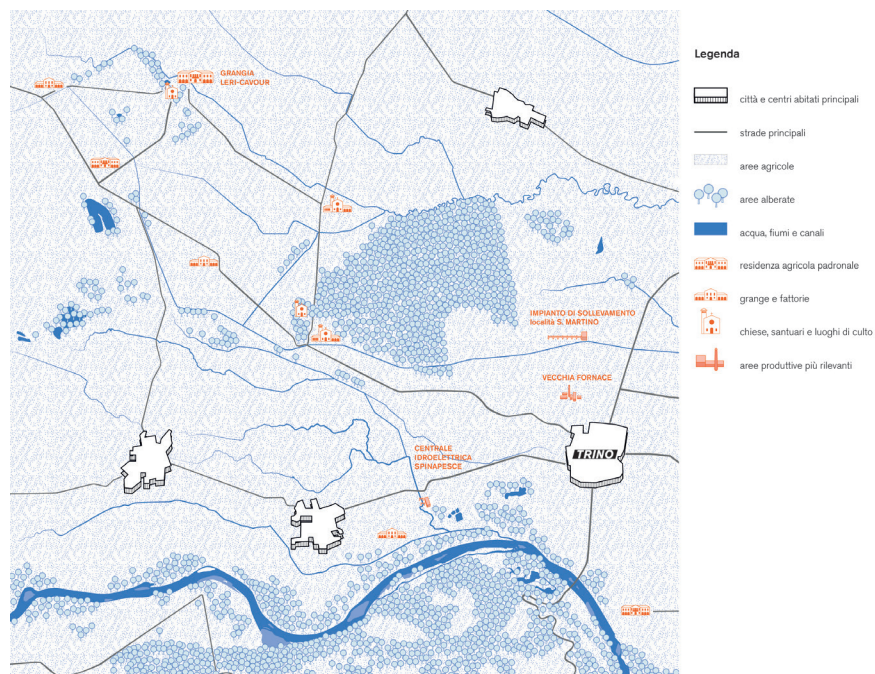 GRANGIA
LERI-CAVOUR
IMPIANTO DI SOLLEVAMENTO
località S. MARTINO
VECCHIA FORNACE
TRINO
CENTRALE
IDROELETTRICA
SPINAPESCE
Legenda
città e centri abitati principali
strade principali
aree agricole
aree alberate
acqua, fiumi e canali
residenza agricola padronale
grange e fattorie
chiese, santuari e luoghi di culto
aree produttive più rilevanti